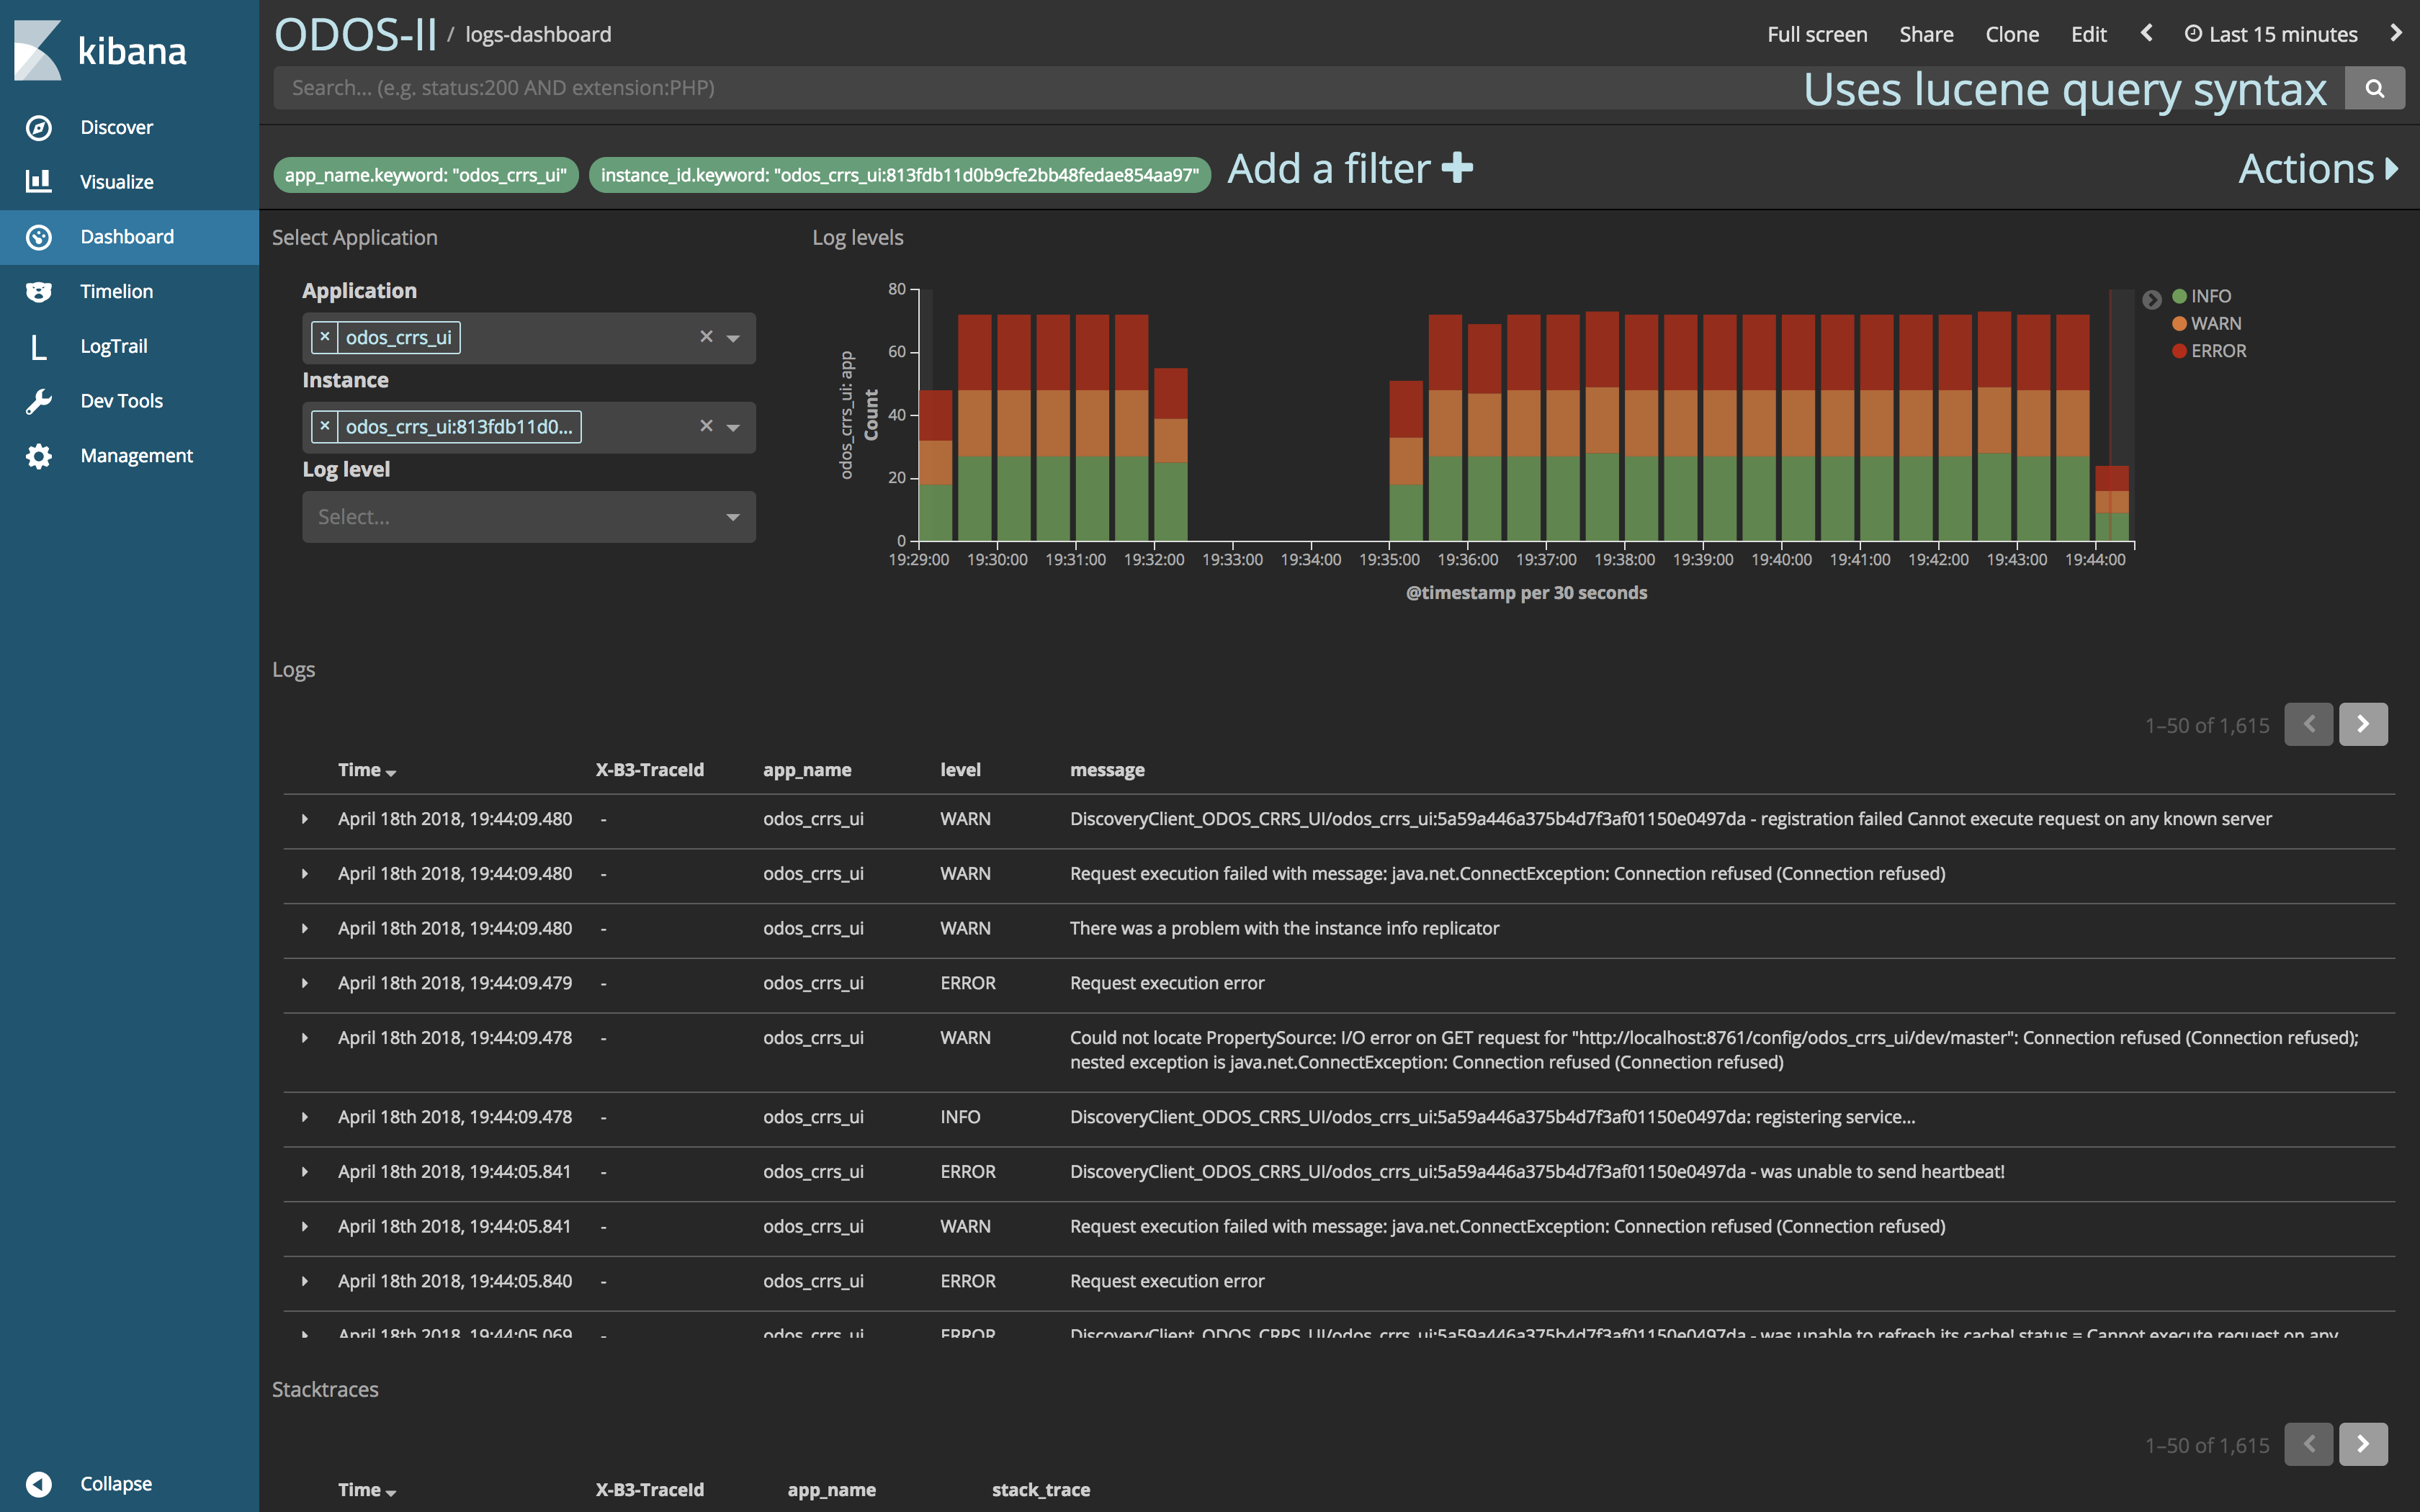 kibana
Discover
Visualize
Dashboard
Timelion
LogTrail
Dev Tools
Management
Collapse
ODOS-II / logs-dashboard
Full screen Share Clone Edit Last 15 minutes
Search... (e.g. status:200 AND extension:PHP)
Uses lucene query syntax
app_name.keyword: "odos_crrs_ui" instance_id.keyword: "odos_crrs_ui:813fdb11d0b9cfe2bb48fedae854aa97" Add a filter
Actions
Select Application
Application
× odos_crrs_ui ×
Instance
× odos_crrs_ui:813fdb11d0... ×
Log level
Select...
Log levels
odos_crrs_ui: app
Count
80
60
40
20
0
19:29:00 19:30:00 19:31:00 19:32:00 19:33:00 19:34:00 19:35:00 19:36:00 19:37:00 19:38:00 19:39:00 19:40:00 19:41:00 19:42:00 19:43:00 19:44:00
@timestamp per 30 seconds
INFO
WARN
ERROR
Logs
1–50 of 1,615
Time X-B3-TraceId app_name level message
April 18th 2018, 19:44:09.480 - odos_crrs_ui WARN DiscoveryClient_ODOS_CRRS_UI/odos_crrs_ui:5a59a446a375b4d7f3af01150e0497da - registration failed Cannot execute request on any known server
April 18th 2018, 19:44:09.480 - odos_crrs_ui WARN Request execution failed with message: java.net.ConnectException: Connection refused (Connection refused)
April 18th 2018, 19:44:09.480 - odos_crrs_ui WARN There was a problem with the instance info replicator
April 18th 2018, 19:44:09.479 - odos_crrs_ui ERROR Request execution error
April 18th 2018, 19:44:09.478 - odos_crrs_ui WARN Could not locate PropertySource: I/O error on GET request for "http://localhost:8761/config/odos_crrs_ui/dev/master": Connection refused (Connection refused);
nested exception is java.net.ConnectException: Connection refused (Connection refused)
April 18th 2018, 19:44:09.478 - odos_crrs_ui INFO DiscoveryClient_ODOS_CRRS_UI/odos_crrs_ui:5a59a446a375b4d7f3af01150e0497da: registering service...
April 18th 2018, 19:44:05.841 - odos_crrs_ui ERROR DiscoveryClient_ODOS_CRRS_UI/odos_crrs_ui:5a59a446a375b4d7f3af01150e0497da - was unable to send heartbeat!
April 18th 2018, 19:44:05.841 - odos_crrs_ui WARN Request execution failed with message: java.net.ConnectException: Connection refused (Connection refused)
April 18th 2018, 19:44:05.840 - odos_crrs_ui ERROR Request execution error
April 18th 2018, 19:44:05.069 - odos_crrs_ui ERROR DiscoveryClient_ODOS_CRRS_UI/odos_crrs_ui:5a59a446a375b4d7f3af01150e0497da - was unable to refresh its cache! status = Cannot execute request on any
Stacktraces
1–50 of 1,615
Time X-B3-TraceId app_name stack_trace